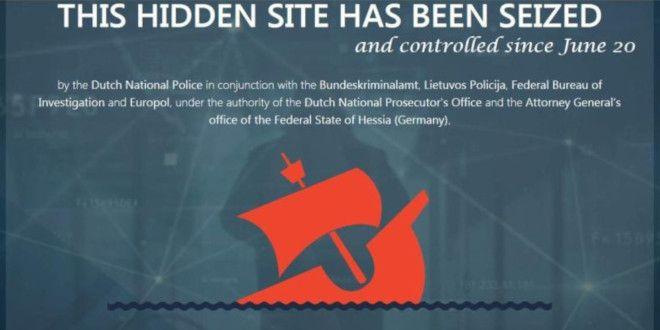 THIS HIDDEN SITE HAS BEEN SEIZED
and controlled since June 20
by the Dutch National Police in conjunction with the Bundeskriminalamt, Lietuvos Policija, Federal Bureau of
Investigation and Europol, under the authority of the Dutch National Prosecutor's Office and the Attorney General's
office of the Federal State of Hessia (Germany).